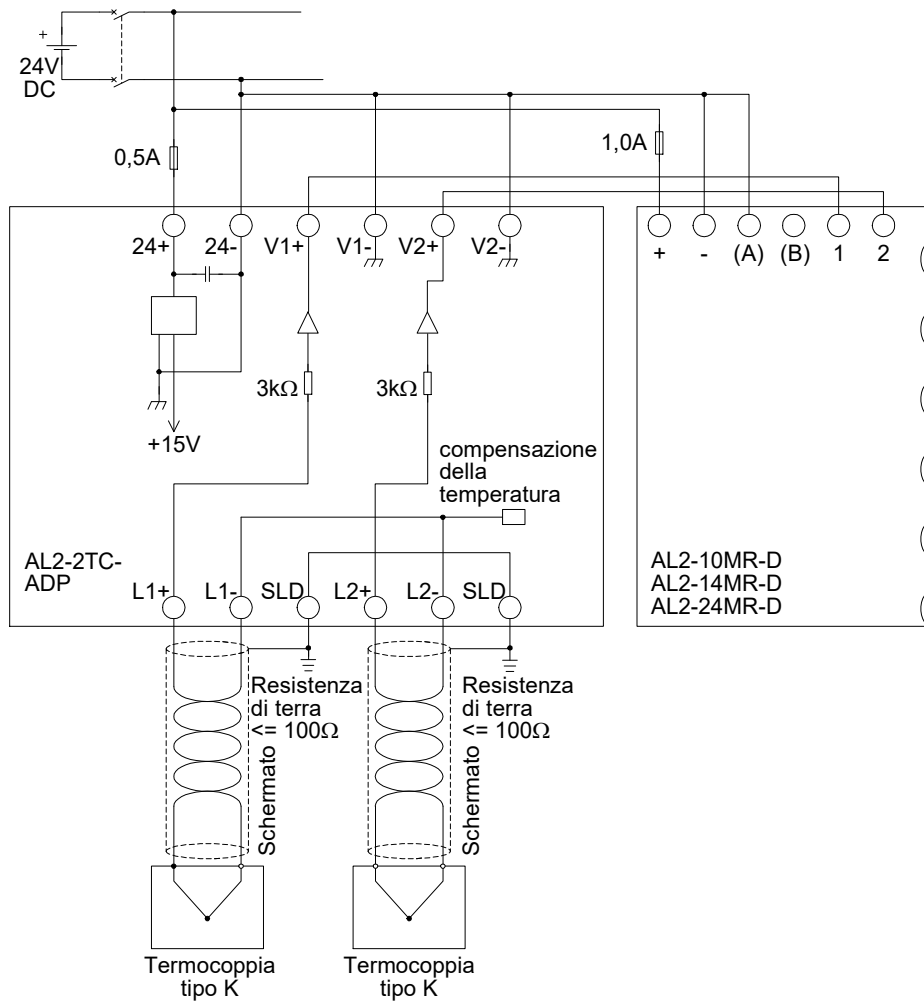 +
24V
DC
0,5A
1,0A
24+
24-
V1+
V1-
V2+
V2-
+
-
(A)
(B)
1
2
3kΩ
3kΩ
+15V
compensazione
della
temperatura
AL2-2TC-
ADP
AL2-10MR-D
AL2-14MR-D
AL2-24MR-D
L1+
L1-
SLD
L2+
L2-
SLD
Resistenza
di terra
<= 100Ω
Schermato
Resistenza
di terra
<= 100Ω
Schermato
Termocoppia
tipo K
Termocoppia
tipo K